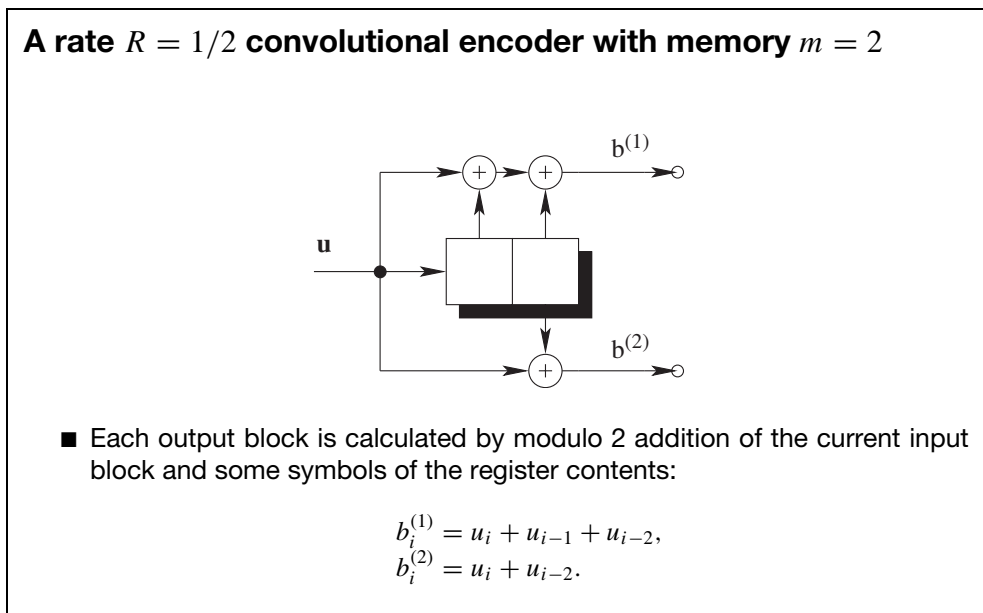 A rate R = 1/2 convolutional encoder with memory m = 2
b⁽¹⁾
+ +
u
b⁽²⁾
+
■ Each output block is calculated by modulo 2 addition of the current input
block and some symbols of the register contents:
b_i^{(1)} = u_i + u_{i−1} + u_{i−2},
b_i^{(2)} = u_i + u_{i−2}.